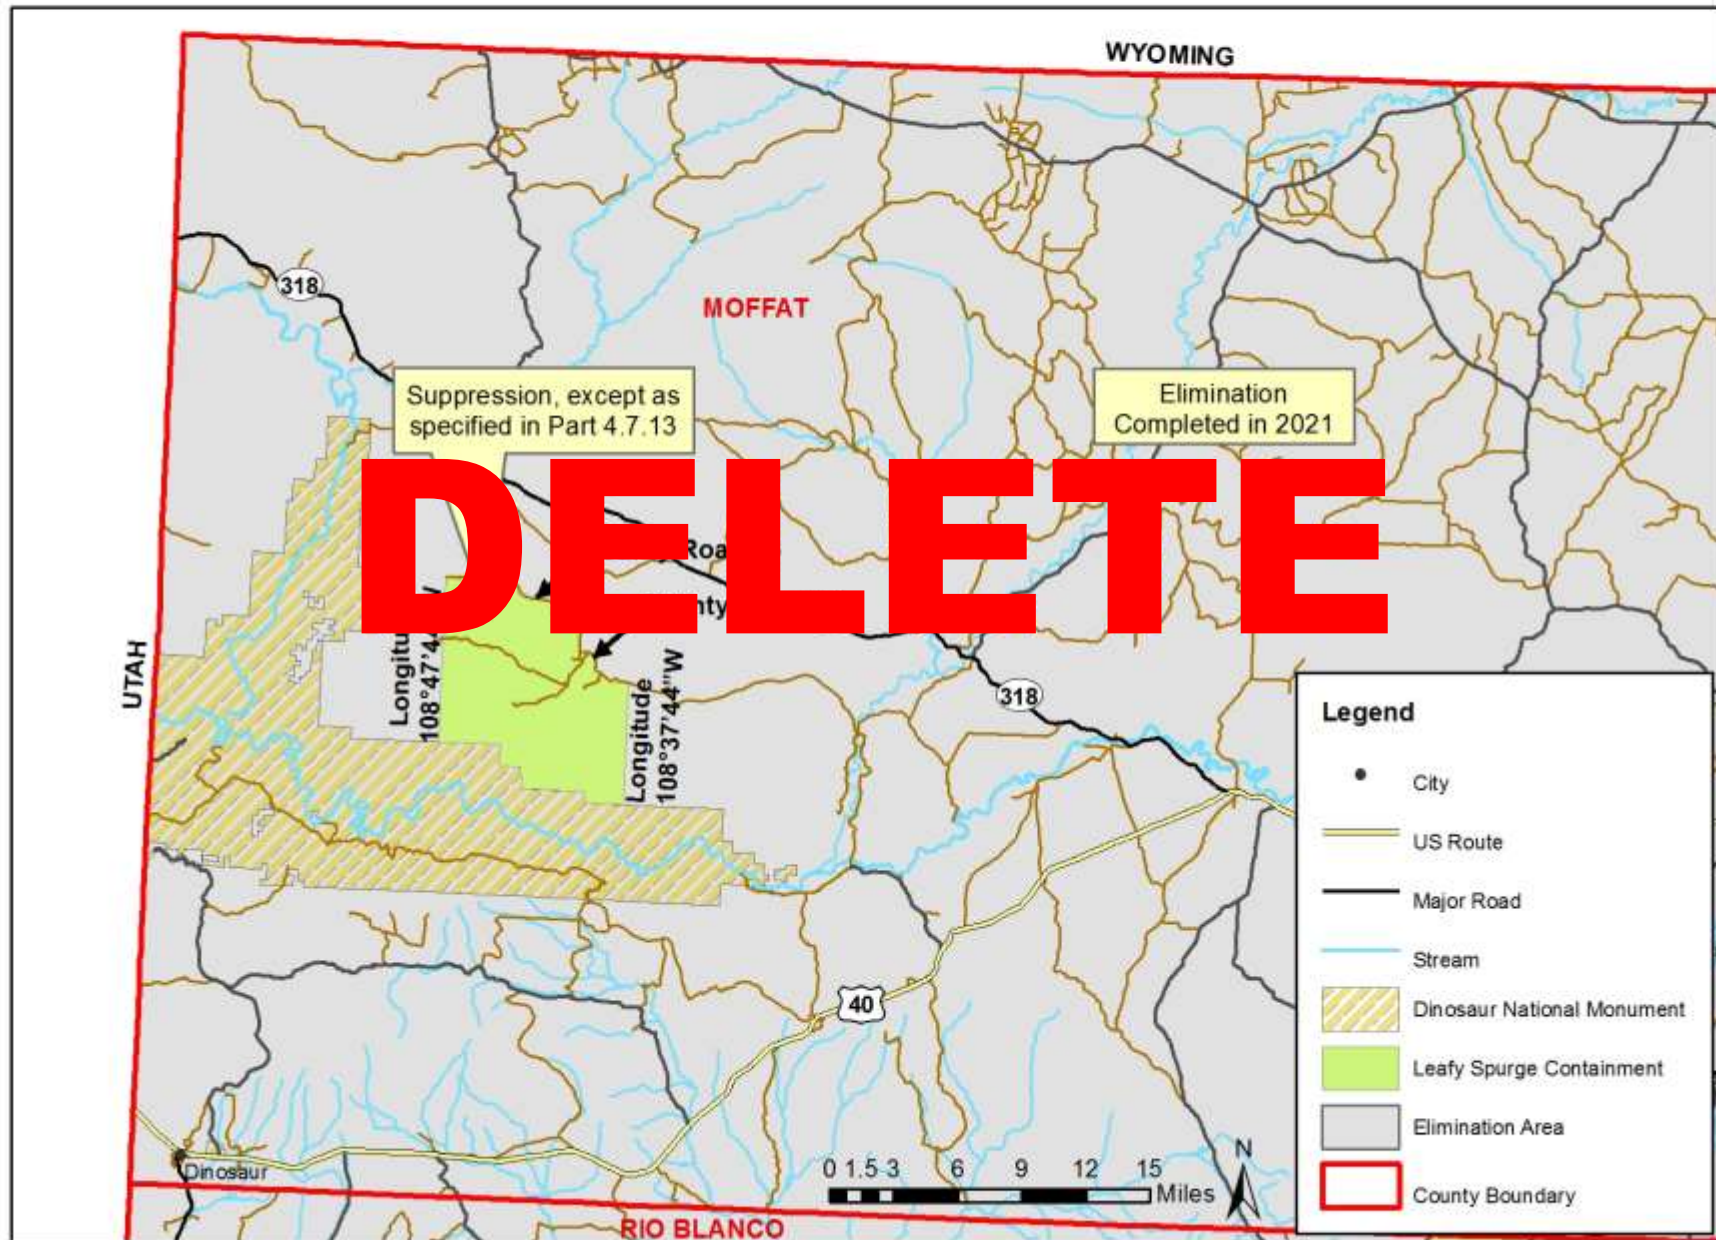 WYOMING
318
MOFFAT
Suppression, except as
specified in Part 4.7.13
Elimination
Completed in 2021
DELETE
UTAH
Longitude
108°37'44"W
318
40
Dinosaur
RIO BLANCO
0 1.5 3 6 9 12 15
Miles
N
Legend
City
US Route
Major Road
Stream
Dinosaur National Monument
Leafy Spurge Containment
Elimination Area
County Boundary